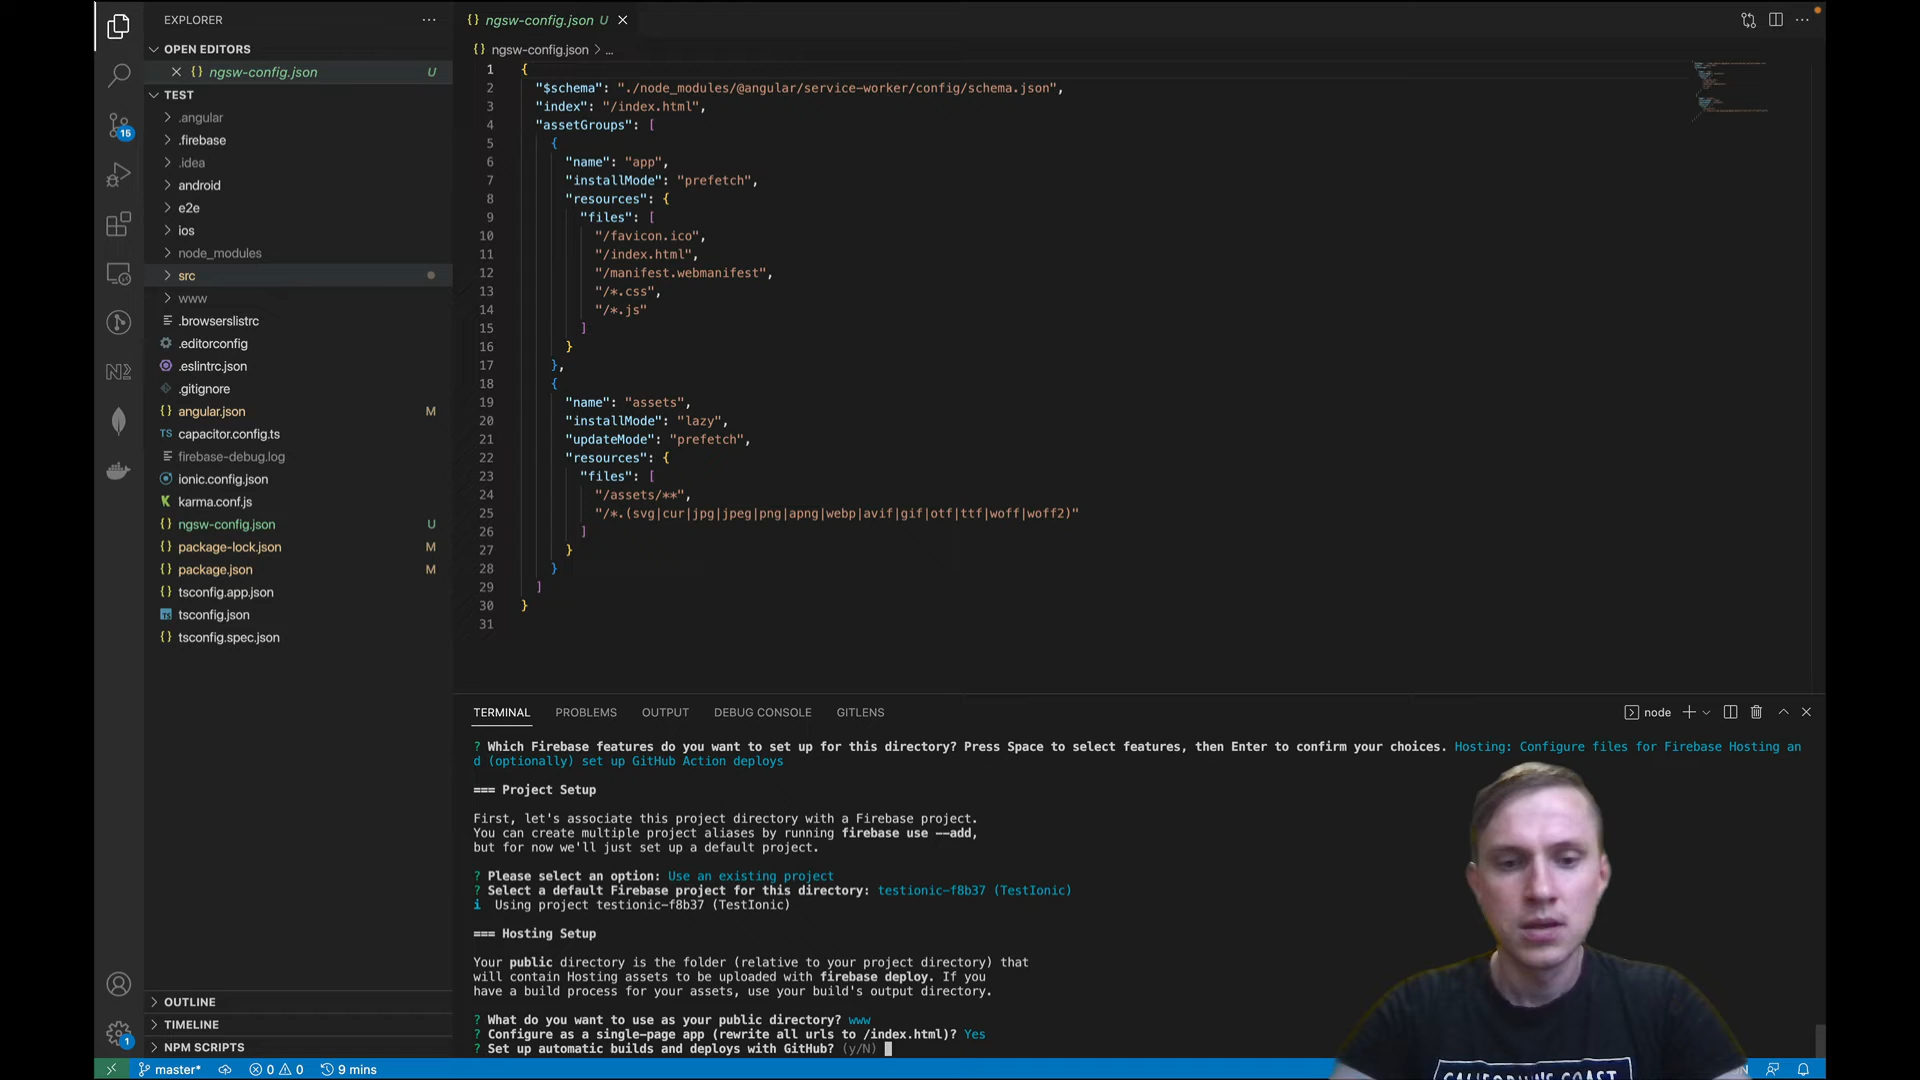 EXPLORER
OPEN EDITORS
ngsw-config.json U
TEST
.angular
.firebase
.idea
android
e2e
ios
node_modules
src
www
.browserslistrc
.editorconfig
.eslintrc.json
.gitignore
angular.json M
TS capacitor.config.ts
firebase-debug.log
ionic.config.json
karma.conf.js
ngsw-config.json U
package-lock.json M
package.json M
tsconfig.app.json
tsconfig.json
tsconfig.spec.json
OUTLINE
TIMELINE
NPM SCRIPTS
15
1
ngsw-config.json U
ngsw-config.json > ...
1 {
2 "$schema": "./node_modules/@angular/service-worker/config/schema.json",
3 "index": "/index.html",
4 "assetGroups": [
5 {
6 "name": "app",
7 "installMode": "prefetch",
8 "resources": {
9 "files": [
10 "/favicon.ico",
11 "/index.html",
12 "/manifest.webmanifest",
13 "/*.css",
14 "/*.js"
15 ]
16 }
17 },
18 {
19 "name": "assets",
20 "installMode": "lazy",
21 "updateMode": "prefetch",
22 "resources": {
23 "files": [
24 "/assets/**",
25 "/*.(svg|cur|jpg|jpeg|png|apng|webp|avif|gif|otf|ttf|woff|woff2)"
26 ]
27 }
28 }
29 ]
30 }
31
TERMINAL PROBLEMS OUTPUT DEBUG CONSOLE GITLENS
node
? Which Firebase features do you want to set up for this directory? Press Space to select features, then Enter to confirm your choices. Hosting: Configure files for Firebase Hosting an
d (optionally) set up GitHub Action deploys
=== Project Setup
First, let's associate this project directory with a Firebase project.
You can create multiple project aliases by running firebase use --add,
but for now we'll just set up a default project.
? Please select an option: Use an existing project
? Select a default Firebase project for this directory: testionic-f8b37 (TestIonic)
i Using project testionic-f8b37 (TestIonic)
=== Hosting Setup
Your public directory is the folder (relative to your project directory) that
will contain Hosting assets to be uploaded with firebase deploy. If you
have a build process for your assets, use your build's output directory.
? What do you want to use as your public directory? www
? Configure as a single-page app (rewrite all urls to /index.html)? Yes
? Set up automatic builds and deploys with GitHub? (y/N)
master* 0 0 9 mins